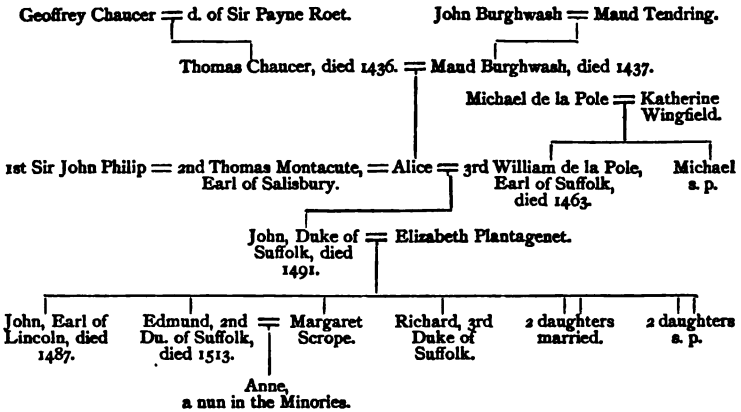 Geoffrey Chaucer = d. of Sir Payne Roet. John Burghwash = Maud Tendring.
Thomas Chaucer, died 1436. = Maud Burghwash, died 1437.
Michael de la Pole = Katherine
Wingfield.
1st Sir John Philip = 2nd Thomas Montacute, = Alice = 3rd William de la Pole, Michael
Earl of Salisbury. Earl of Suffolk, s. p.
died 1463.
John, Duke of = Elizabeth Plantagenet.
Suffolk, died
1491.
John, Earl of Edmund, 2nd = Margaret Richard, 3rd 2 daughters 2 daughters
Lincoln, died Du. of Suffolk, Scrope. Duke of married. s. p.
1487. died 1513. Suffolk.
Anne,
a nun in the Minories.